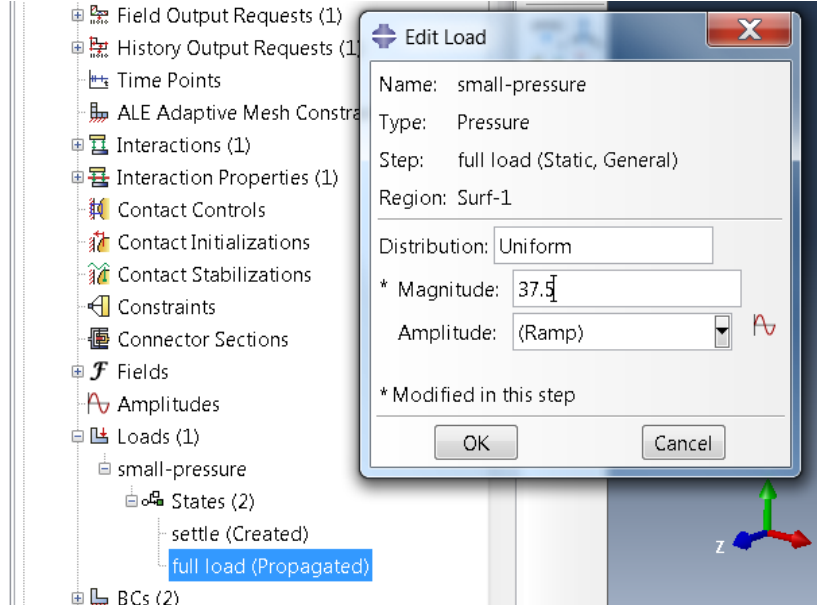 Field Output Requests (1)
History Output Requests (1
Time Points
ALE Adaptive Mesh Constra
Interactions (1)
Interaction Properties (1)
Contact Controls
Contact Initializations
Contact Stabilizations
Constraints
Connector Sections
Fields
Amplitudes
Loads (1)
small-pressure
States (2)
settle (Created)
full load (Propagated)
BCs (2)
Edit Load
Name: small-pressure
Type: Pressure
Step: full load (Static, General)
Region: Surf-1
Distribution: Uniform
* Magnitude: 37.5
Amplitude: (Ramp)
* Modified in this step
OK Cancel
Z